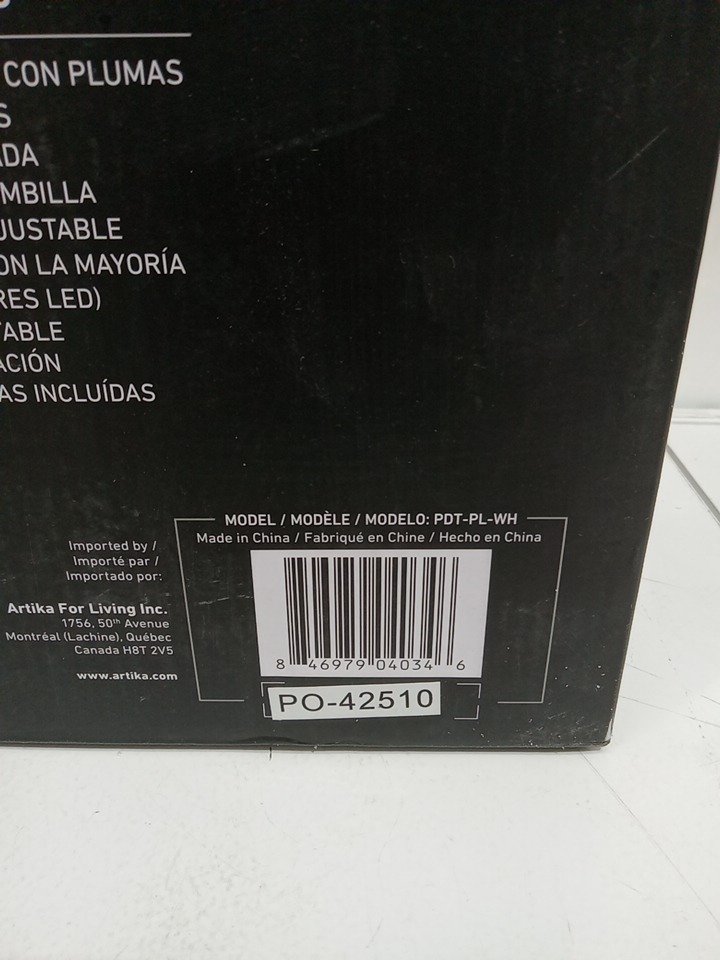 CON PLUMAS
S
ADA
MBILLA
JUSTABLE
ON LA MAYORÍA
RES LED)
TABLE
ACIÓN
AS INCLUÍDAS
MODEL / MODÈLE / MODELO: PDT-PL-WH
Made in China / Fabriqué en Chine / Hecho en China
Imported by /
Importé par /
Importado por:
Artika For Living Inc.
1756, 50th Avenue
Montréal (Lachine), Québec
Canada H8T 2V5
www.artika.com
8 46979 04034 6
PO-42510